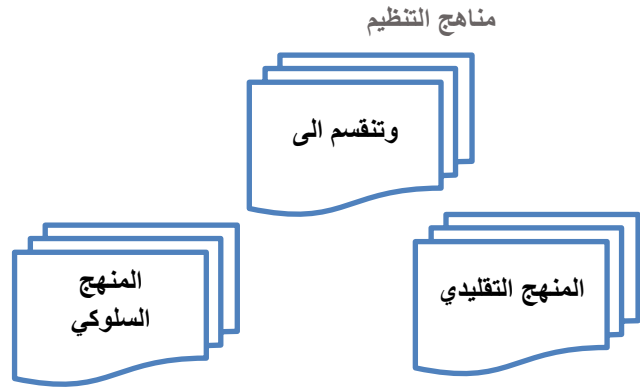 مناهج التنظيم
وتنقسم الى
المنهج التقليدي
المنهج
السلوكي